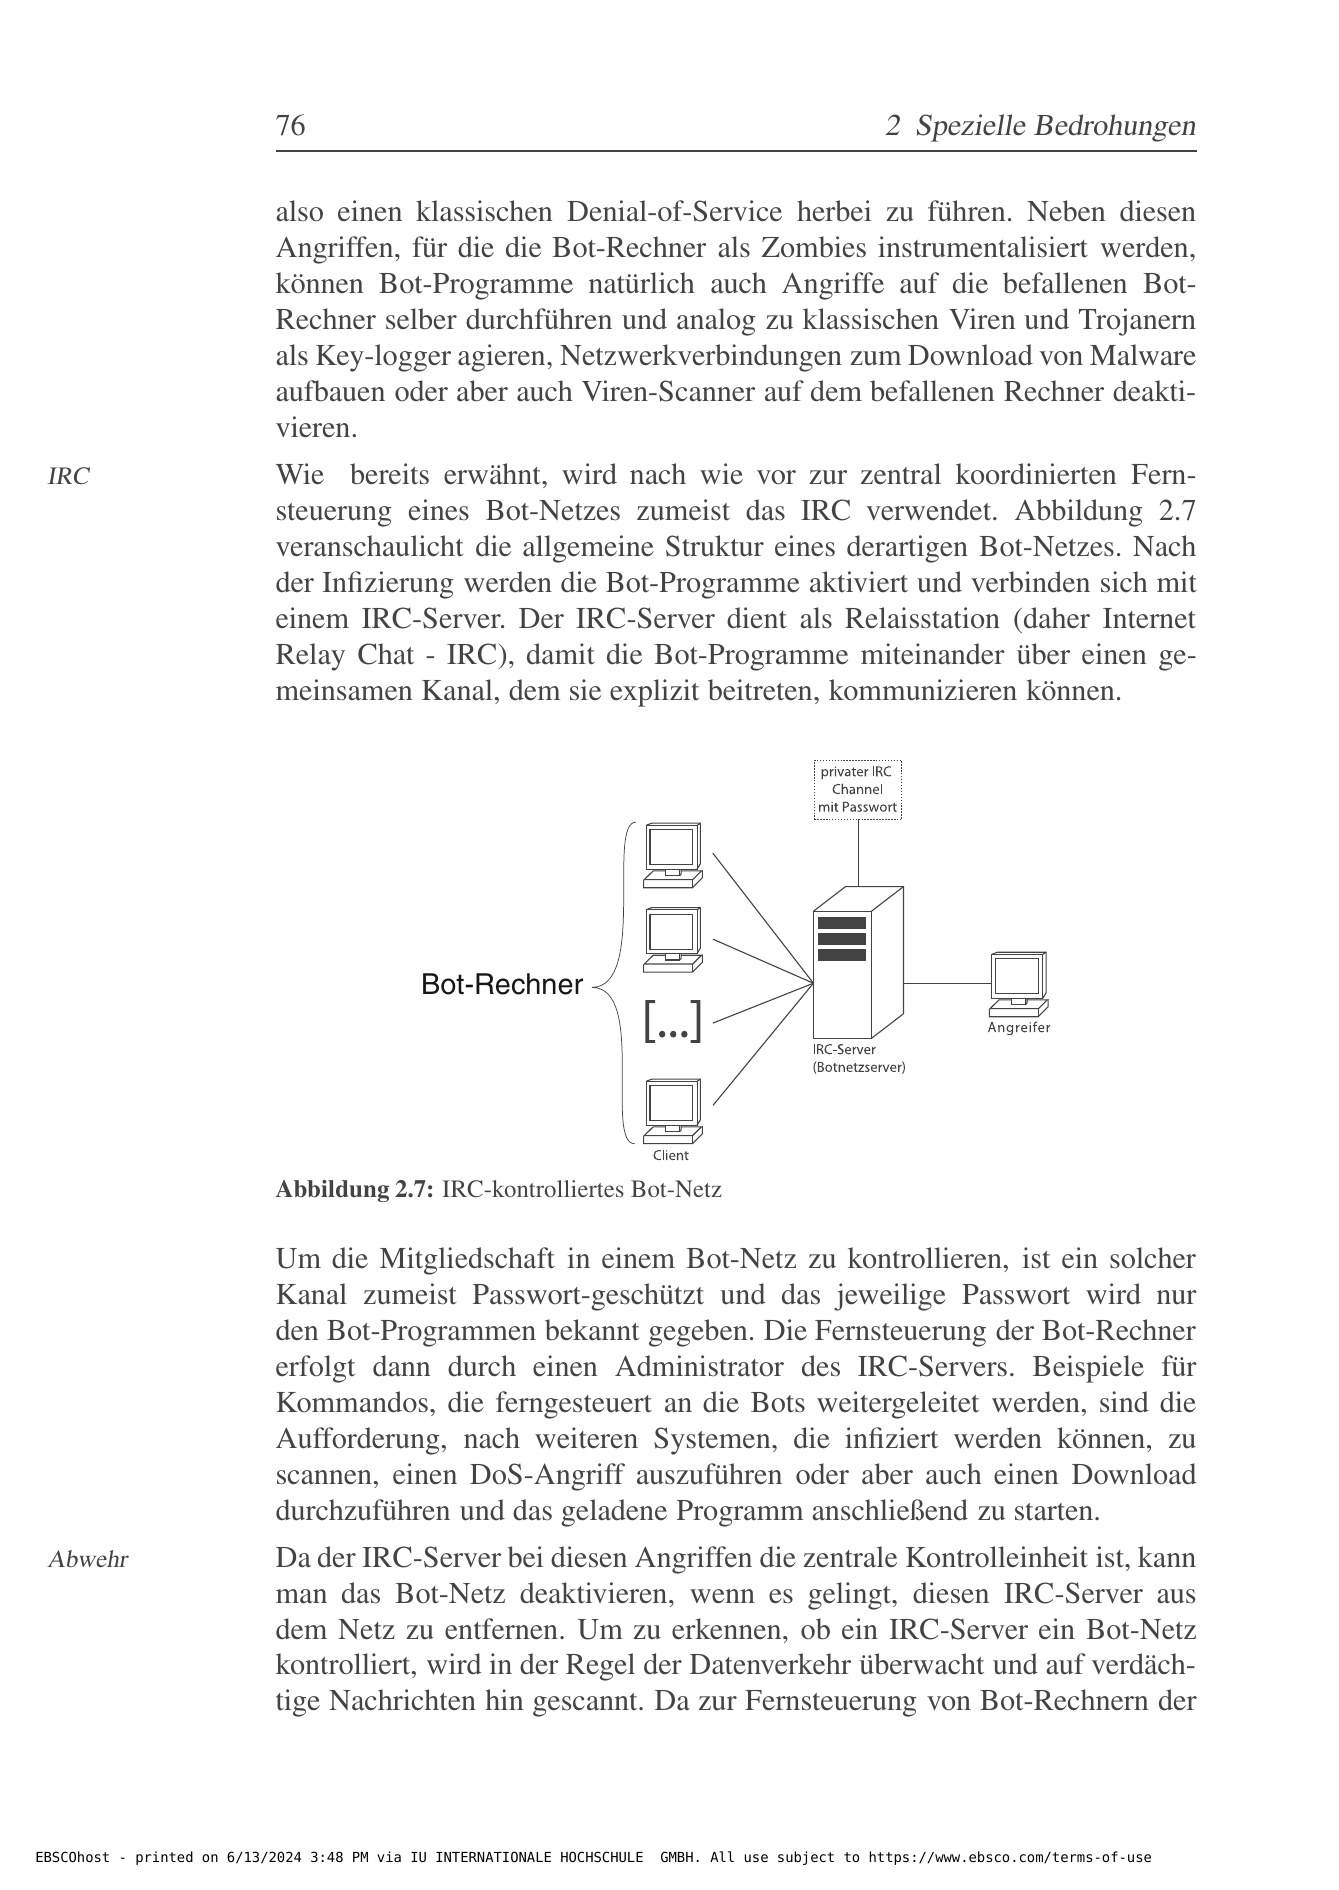 76
2 Spezielle Bedrohungen
also einen klassischen Denial-of-Service herbei zu führen. Neben diesen
Angriffen, für die die Bot-Rechner als Zombies instrumentalisiert werden,
können Bot-Programme natürlich auch Angriffe auf die befallenen Bot-
Rechner selber durchführen und analog zu klassischen Viren und Trojanern
als Key-logger agieren, Netzwerkverbindungen zum Download von Malware
aufbauen oder aber auch Viren-Scanner auf dem befallenen Rechner deakti-
vieren.
IRC
Wie bereits erwähnt, wird nach wie vor zur zentral koordinierten Fern-
steuerung eines Bot-Netzes zumeist das IRC verwendet. Abbildung 2.7
veranschaulicht die allgemeine Struktur eines derartigen Bot-Netzes. Nach
der Infizierung werden die Bot-Programme aktiviert und verbinden sich mit
einem IRC-Server. Der IRC-Server dient als Relaisstation (daher Internet
Relay Chat - IRC), damit die Bot-Programme miteinander über einen ge-
meinsamen Kanal, dem sie explizit beitreten, kommunizieren können.
privater IRC
Channel
mit Passwort
Bot-Rechner
[...]
Angreifer
IRC-Server
(Botnetzserver)
Client
Abbildung 2.7: IRC-kontrolliertes Bot-Netz
Um die Mitgliedschaft in einem Bot-Netz zu kontrollieren, ist ein solcher
Kanal zumeist Passwort-geschützt und das jeweilige Passwort wird nur
den Bot-Programmen bekannt gegeben. Die Fernsteuerung der Bot-Rechner
erfolgt dann durch einen Administrator des IRC-Servers. Beispiele für
Kommandos, die ferngesteuert an die Bots weitergeleitet werden, sind die
Aufforderung, nach weiteren Systemen, die infiziert werden können, zu
scannen, einen DoS-Angriff auszuführen oder aber auch einen Download
durchzuführen und das geladene Programm anschließend zu starten.
Abwehr
Da der IRC-Server bei diesen Angriffen die zentrale Kontrolleinheit ist, kann
man das Bot-Netz deaktivieren, wenn es gelingt, diesen IRC-Server aus
dem Netz zu entfernen. Um zu erkennen, ob ein IRC-Server ein Bot-Netz
kontrolliert, wird in der Regel der Datenverkehr überwacht und auf verdäch-
tige Nachrichten hin gescannt. Da zur Fernsteuerung von Bot-Rechnern der
EBSCOhost - printed on 6/13/2024 3:48 PM via IU INTERNATIONALE HOCHSCHULE  GMBH. All use subject to https://www.ebsco.com/terms-of-use